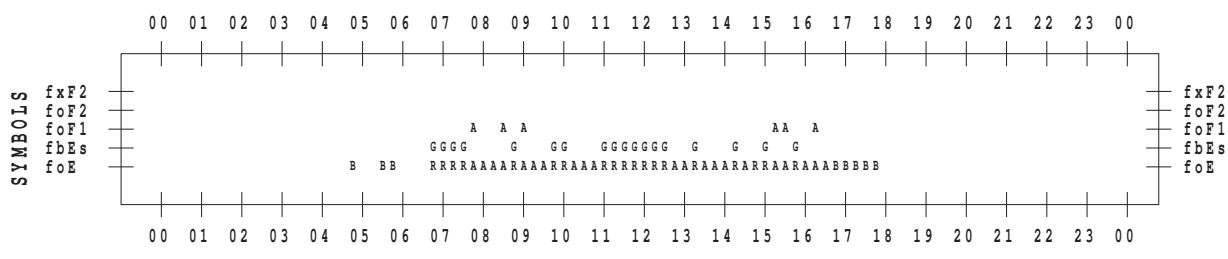 00 01 02 03 04 05 06 07 08 09 10 11 12 13 14 15 16 17 18 19 20 21 22 23 00
SYMBOLS
fxF2 fxF2
foF2 foF2
foF1 A A A AA A foF1
fbEs GGGG G GG GGGGGGG G G G G fbEs
foE B BB RRRRAAAARAAARRAAARRRRRRRAARAAARARRAARAAABBBBB foE
00 01 02 03 04 05 06 07 08 09 10 11 12 13 14 15 16 17 18 19 20 21 22 23 00